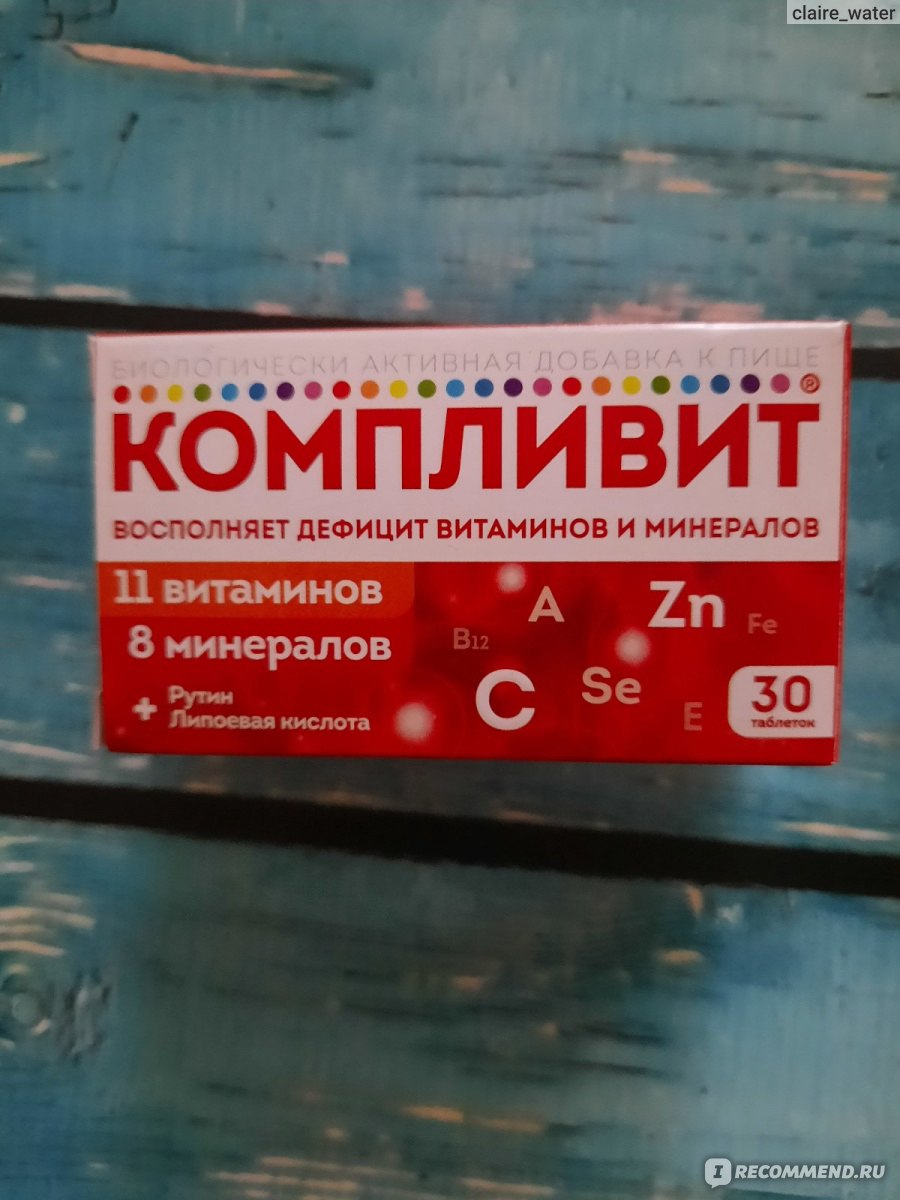 claire_water
БИОЛОГИЧЕСКИ АКТИВНАЯ ДОБАВКА К ПИЩЕ
КОМПЛИВИТ®
ВОСПОЛНЯЕТ ДЕФИЦИТ ВИТАМИНОВ И МИНЕРАЛОВ
11 витаминов
8 минералов
+ Рутин
Липоевая кислота
A
Zn
Fe
B12
C
Se
E
30
таблеток
IRECOMMEND.RU